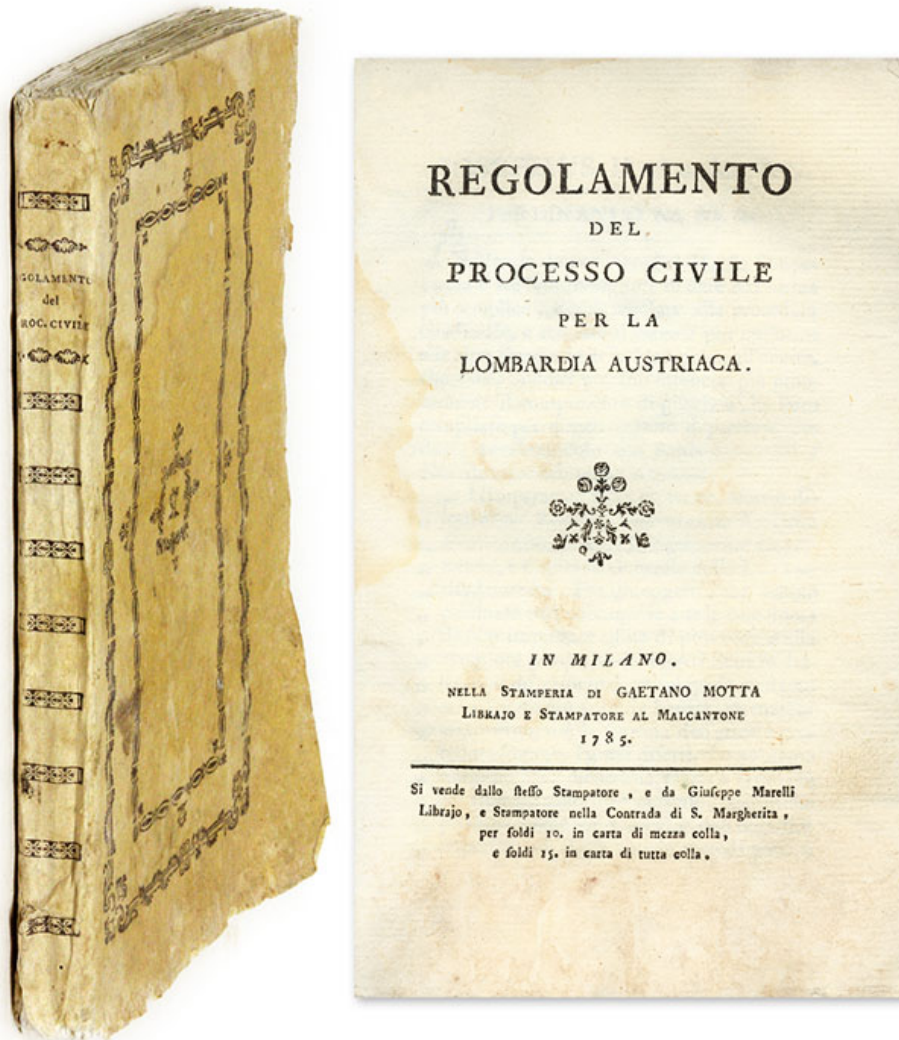 GOLAMENTO
del
ROC. CIVILE
REGOLAMENTO
DEL
PROCESSO CIVILE
PER LA
LOMBARDIA AUSTRIACA.
IN MILANO.
NELLA STAMPERIA DI GAETANO MOTTA
LIBRAJO E STAMPATORE AL MALCANTONE
1785.
Si vende dallo ſteſſo Stampatore, e da Giuſeppe Marelli
Librajo, e Stampatore nella Contrada di S. Margherita,
per ſoldi 10. in carta di mezza colla,
e ſoldi 15. in carta di tutta colla.